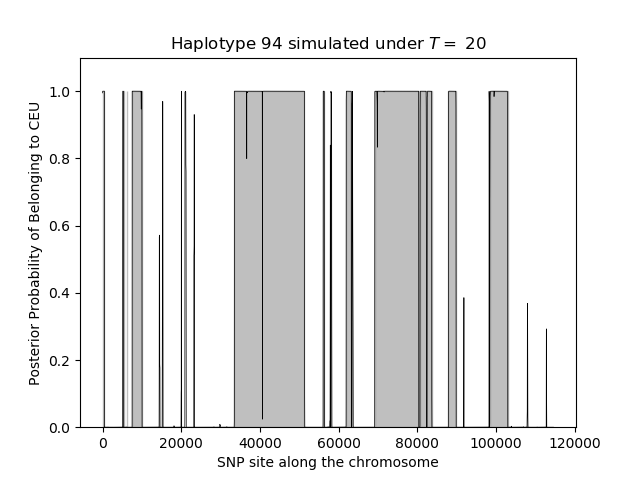 Haplotype 94 simulated under T = 20
Posterior Probability of Belonging to CEU
1.0
0.8
0.6
0.4
0.2
0.0
0 20000 40000 60000 80000 100000 120000
SNP site along the chromosome